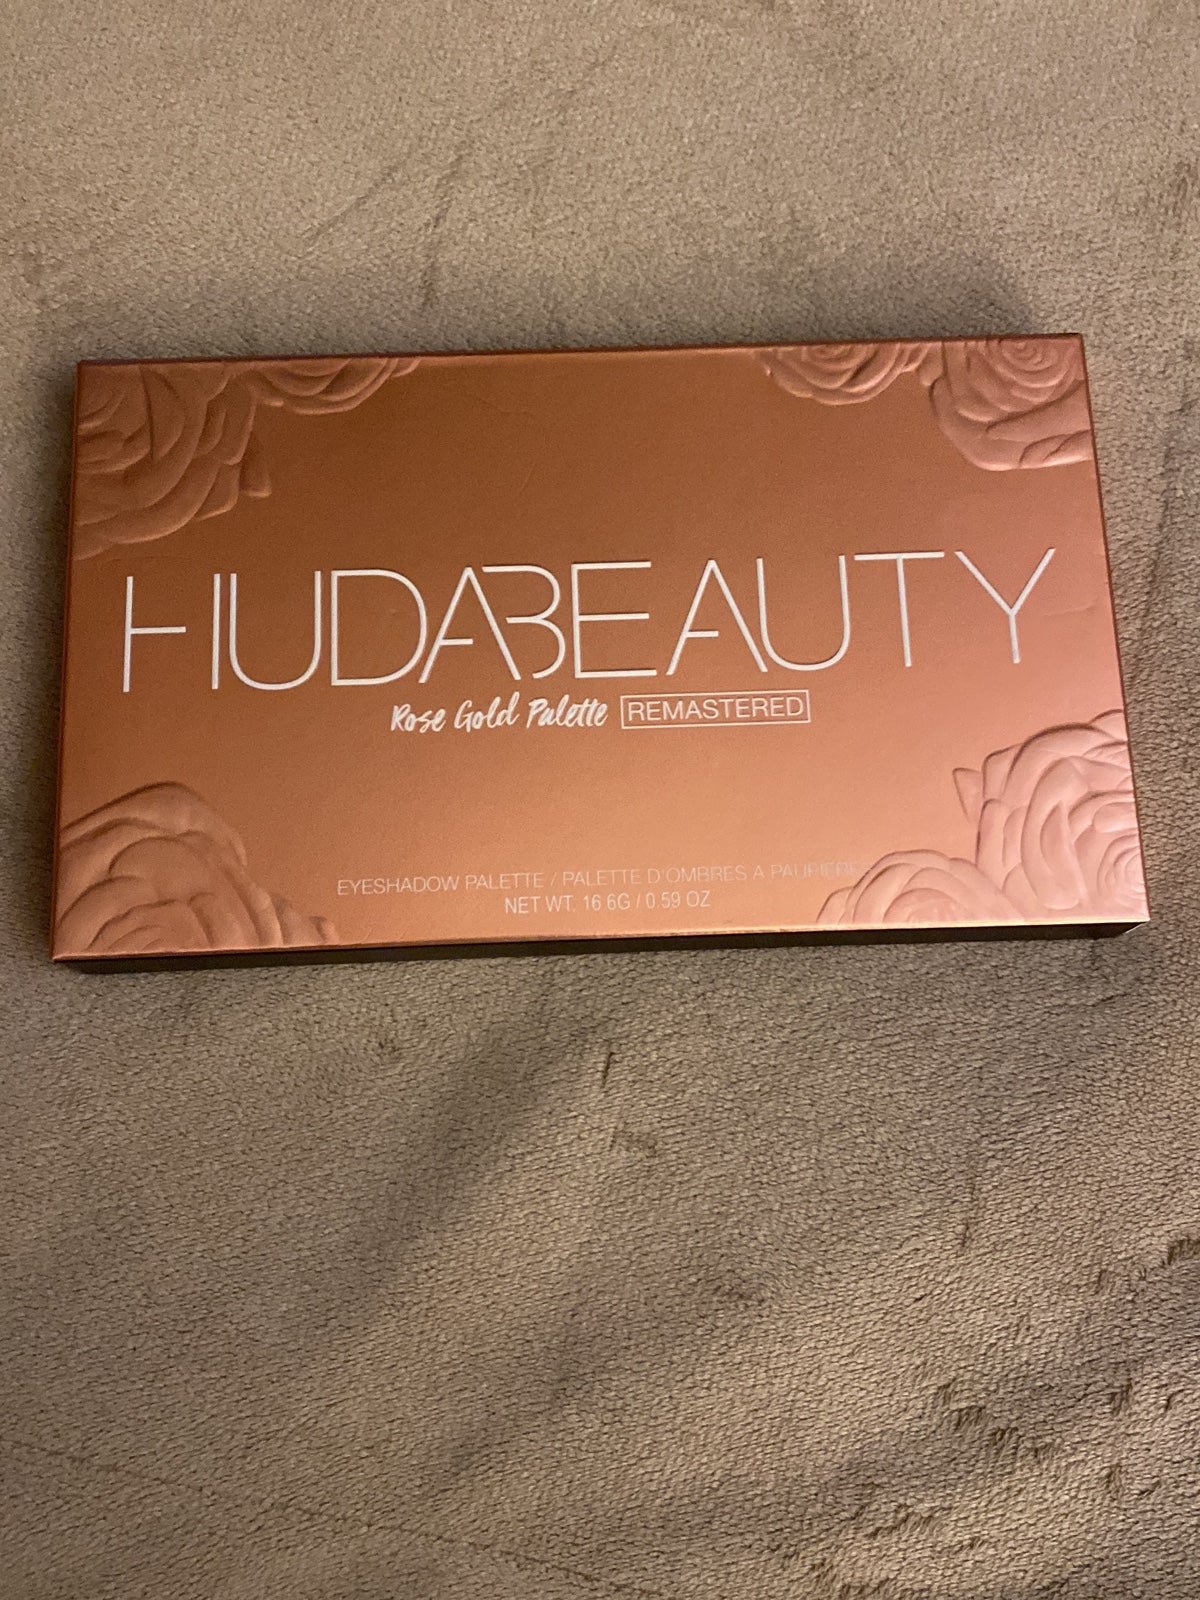 HUDABEAUTY
Rose Gold Palette REMASTERED
EYESHADOW PALETTE / PALETTE D'OMBRES A PAUPIERES
NET WT. 16 6G / 0.59 OZ